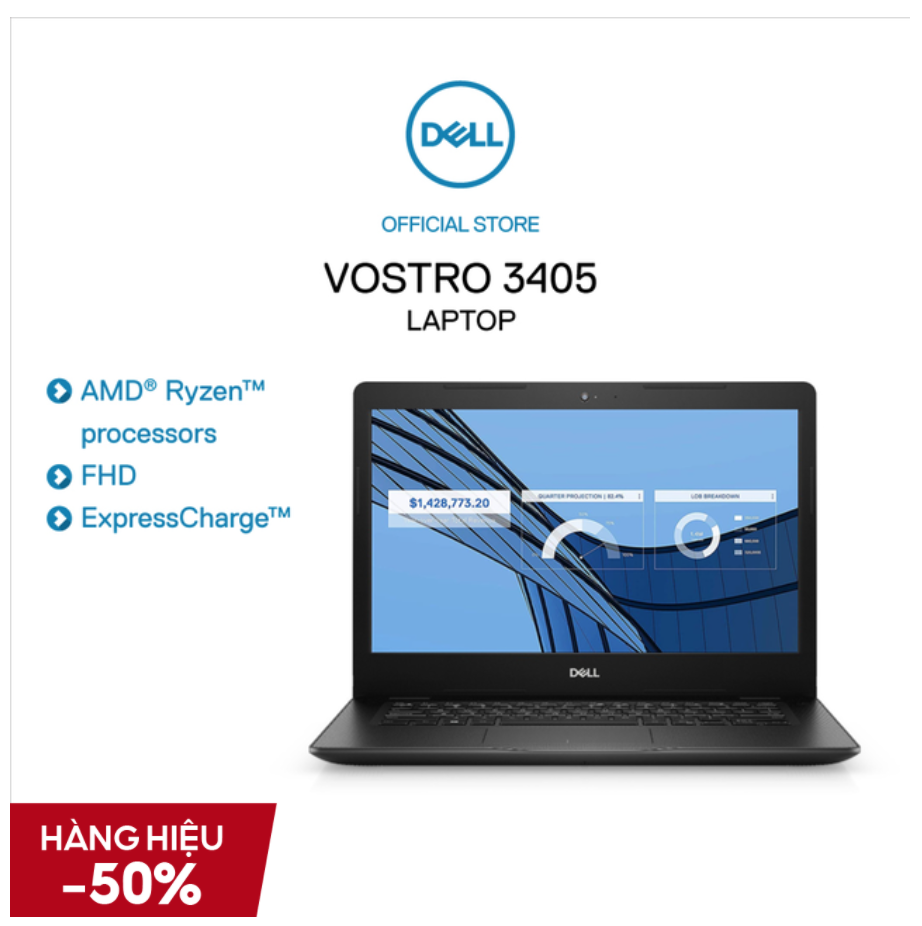 DELL
OFFICIAL STORE
VOSTRO 3405
LAPTOP
AMD® Ryzen™
processors
FHD
ExpressCharge™
$1,428,773.20
QUARTER PROJECTION | 83.4%
LOB BREAKDOWN
DELL
HÀNG HIỆU
-50%